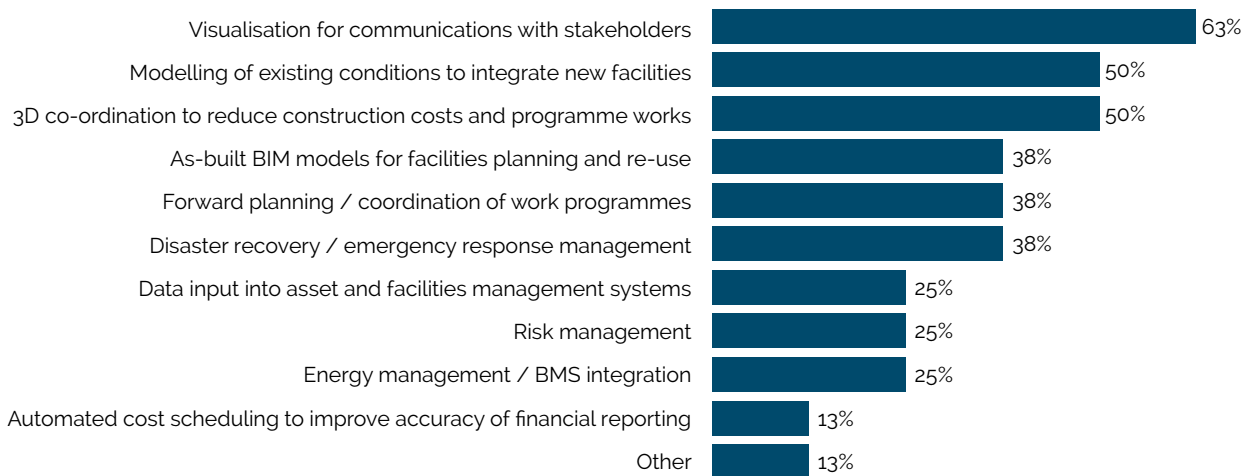 Visualisation for communications with stakeholders 63%
Modelling of existing conditions to integrate new facilities 50%
3D co-ordination to reduce construction costs and programme works 50%
As-built BIM models for facilities planning and re-use 38%
Forward planning / coordination of work programmes 38%
Disaster recovery / emergency response management 38%
Data input into asset and facilities management systems 25%
Risk management 25%
Energy management / BMS integration 25%
Automated cost scheduling to improve accuracy of financial reporting 13%
Other 13%